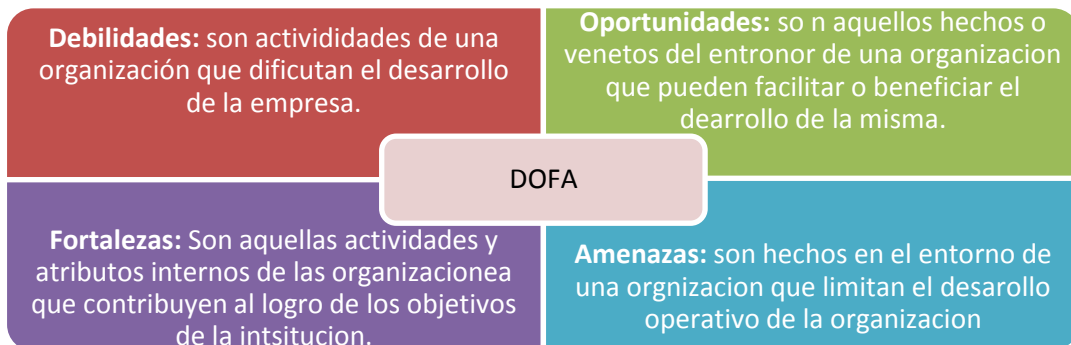 Debilidades: son activididades de una
organización que dificutan el desarrollo
de la empresa.
Oportunidades: so n aquellos hechos o
venetos del entronor de una organizacion
que pueden facilitar o beneficiar el
dearrollo de la misma.
DOFA
Fortalezas: Son aquellas actividades y
atributos internos de las organizacionea
que contribuyen al logro de los objetivos
de la intsitucion.
Amenazas: son hechos en el entorno de
una orgnizacion que limitan el desarollo
operativo de la organizacion